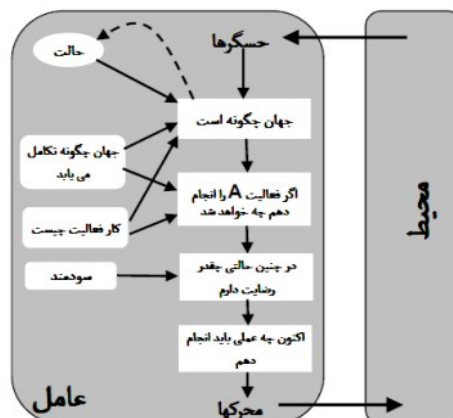 حسگرها
حالت
جهان چگونه است
جهان چگونه تکامل
می یابد
اگر فعالیت A را انجام
دهم چه خواهد شد
کار فعالیت چیست
در چنین حالتی چقدر
رضایت دارم
سودمند
اکنون چه عملی باید انجام
دهم
محرکها
عامل
محیط